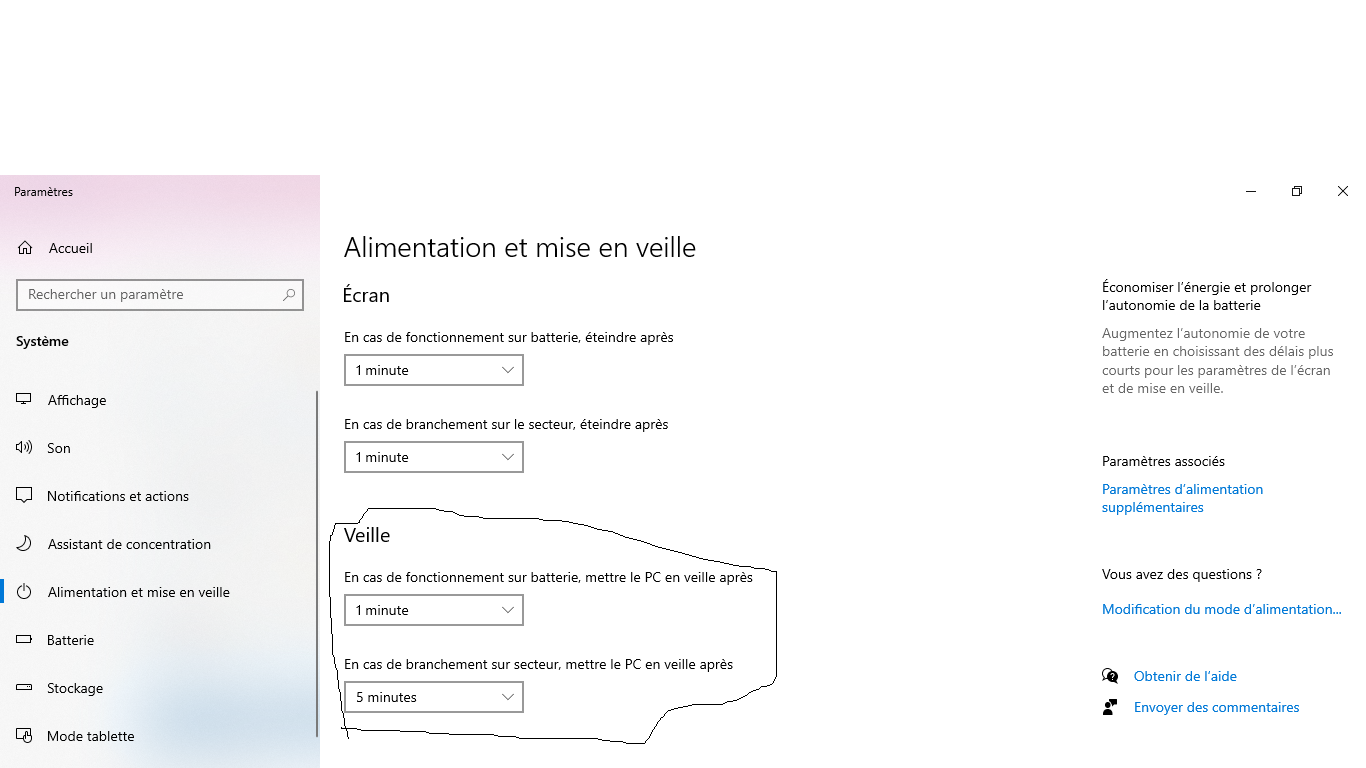 Paramètres
Accueil
Rechercher un paramètre
Système
Affichage
Son
Notifications et actions
Assistant de concentration
Alimentation et mise en veille
Batterie
Stockage
Mode tablette
Alimentation et mise en veille
Écran
En cas de fonctionnement sur batterie, éteindre après
1 minute
En cas de branchement sur le secteur, éteindre après
1 minute
Veille
En cas de fonctionnement sur batterie, mettre le PC en veille après
1 minute
En cas de branchement sur secteur, mettre le PC en veille après
5 minutes
Économiser l’énergie et prolonger
l’autonomie de la batterie
Augmentez l’autonomie de votre
batterie en choisissant des délais plus
courts pour les paramètres de l’écran
et de mise en veille.
Paramètres associés
Paramètres d’alimentation
supplémentaires
Vous avez des questions ?
Modification du mode d’alimentation...
Obtenir de l’aide
Envoyer des commentaires